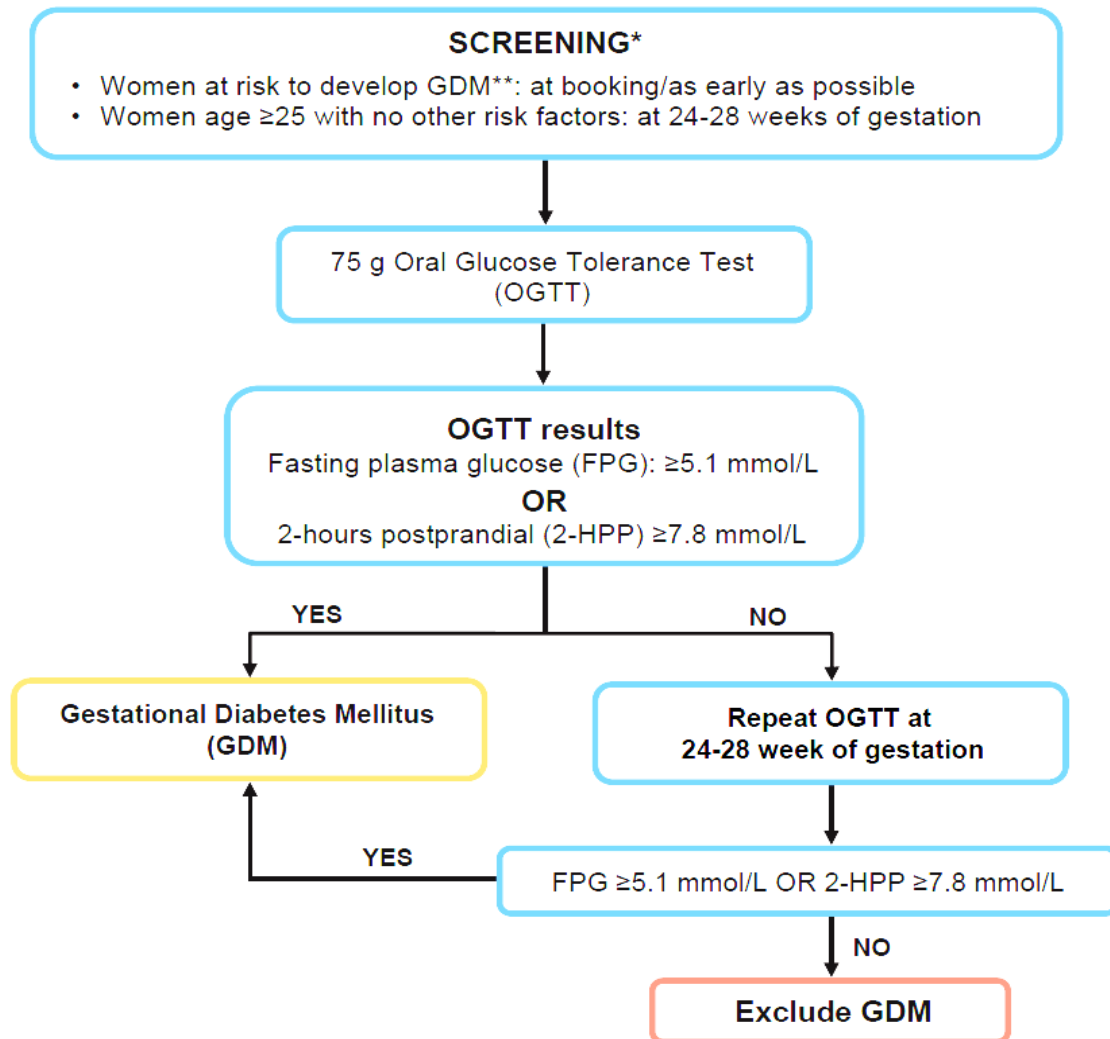 SCREENING*
• Women at risk to develop GDM**: at booking/as early as possible
• Women age ≥25 with no other risk factors: at 24-28 weeks of gestation
75 g Oral Glucose Tolerance Test
(OGTT)
OGTT results
Fasting plasma glucose (FPG): ≥5.1 mmol/L
OR
2-hours postprandial (2-HPP) ≥7.8 mmol/L
YES
NO
Gestational Diabetes Mellitus
(GDM)
Repeat OGTT at
24-28 week of gestation
YES
FPG ≥5.1 mmol/L OR 2-HPP ≥7.8 mmol/L
NO
Exclude GDM